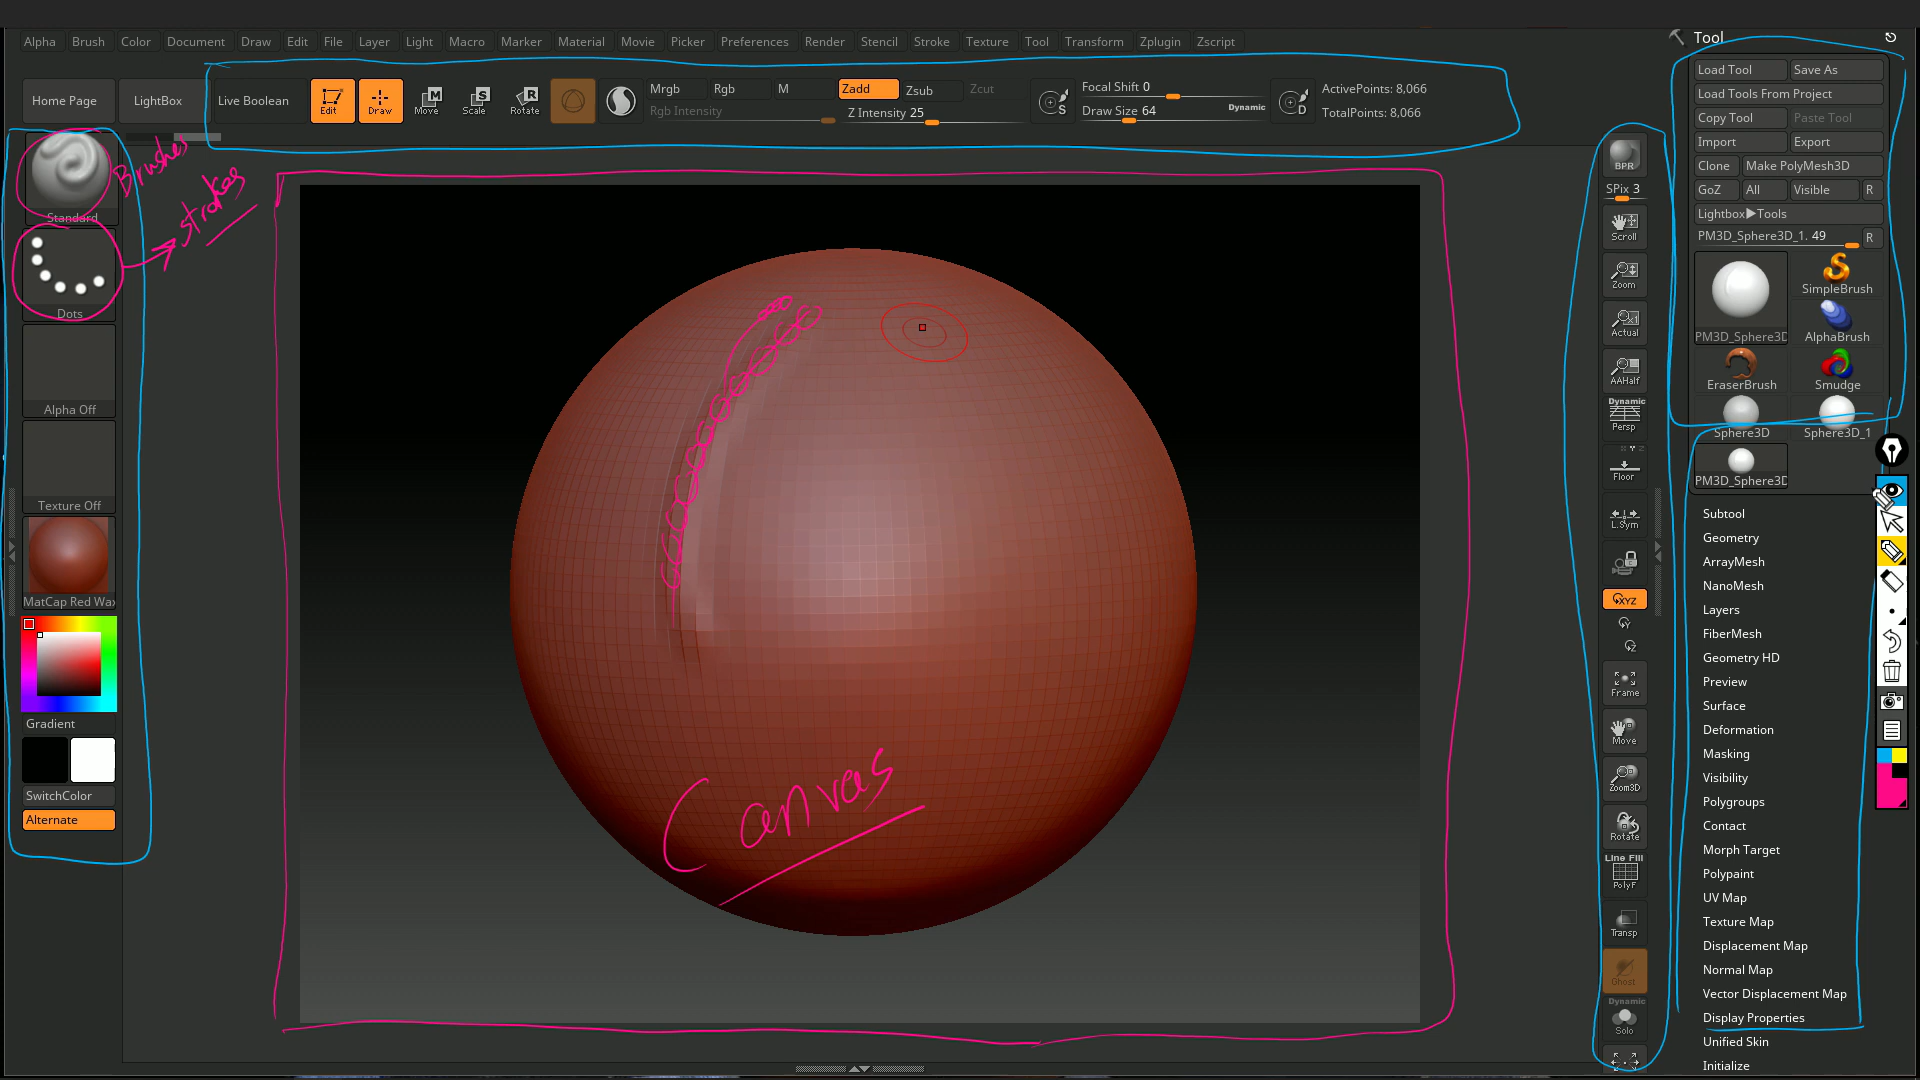 Alpha Brush Color Document Draw Edit File Layer Light Macro Marker Material Movie Picker Preferences Render Stencil Stroke Texture Tool Transform Zplugin Zscript
Home Page LightBox Live Boolean Edit Draw Move Scale Rotate
Mrgb Rgb M Zadd Zsub Zcut
Rgb Intensity Z Intensity 25
Focal Shift 0
Draw Size 64 Dynamic
ActivePoints: 8,066
TotalPoints: 8,066
Standard
Brushes
strokes
Dots
Alpha Off
Texture Off
MatCap Red Wax
Gradient
SwitchColor
Alternate
Canvas
BPR
SPix 3
Scroll
Zoom
Actual
AAHalf
Dynamic
Persp
Floor
L.Sym
XYZ
Y
Z
Frame
Move
Zoom3D
Rotate
Line Fill
PolyF
Transp
Ghost
Dynamic
Solo
Tool
Load Tool Save As
Load Tools From Project
Copy Tool Paste Tool
Import Export
Clone Make PolyMesh3D
GoZ All Visible R
Lightbox▶Tools
PM3D_Sphere3D_1. 49 R
SimpleBrush
PM3D_Sphere3D AlphaBrush
EraserBrush Smudge
Sphere3D Sphere3D_1
PM3D_Sphere3D
Subtool
Geometry
ArrayMesh
NanoMesh
Layers
FiberMesh
Geometry HD
Preview
Surface
Deformation
Masking
Visibility
Polygroups
Contact
Morph Target
Polypaint
UV Map
Texture Map
Displacement Map
Normal Map
Vector Displacement Map
Display Properties
Unified Skin
Initialize